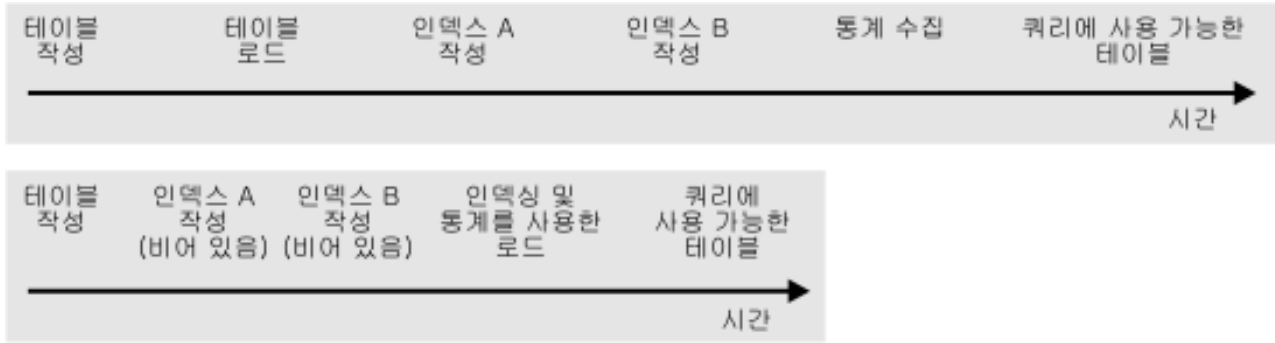 테이블 작성
테이블 로드
인덱스 A 작성
인덱스 B 작성
통계 수집
쿼리에 사용 가능한 테이블
시간
테이블 작성
인덱스 A 작성 (비어 있음)
인덱스 B 작성 (비어 있음)
인덱싱 및 통계를 사용한 로드
쿼리에 사용 가능한 테이블
시간